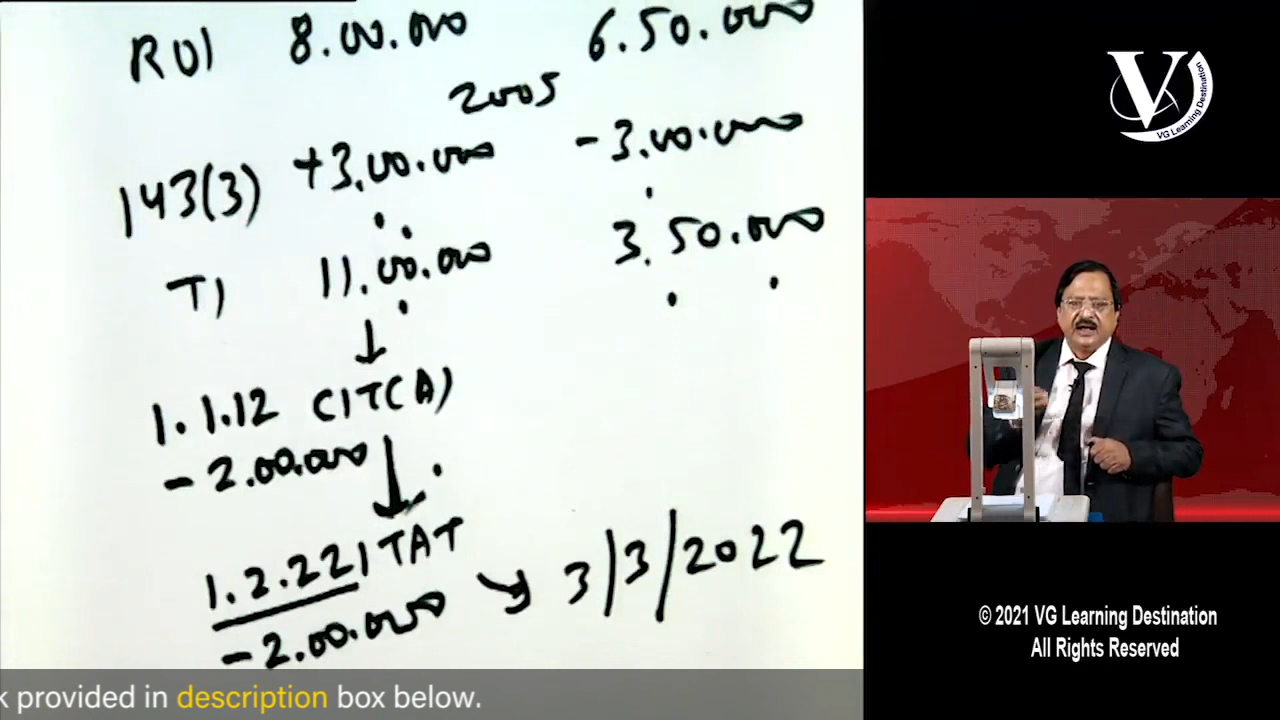 ROI 8.00.000 6.50.000
2005
143(3) +3.00.000 -3.00.000
TI 11.00.000 3.50.000
1.1.12 CIT(A)
-2.00.000
1.2.22 ITAT
-2.00.000 3/3/2022
V
VG Learning Destination
© 2021 VG Learning Destination
All Rights Reserved
k provided in description box below.